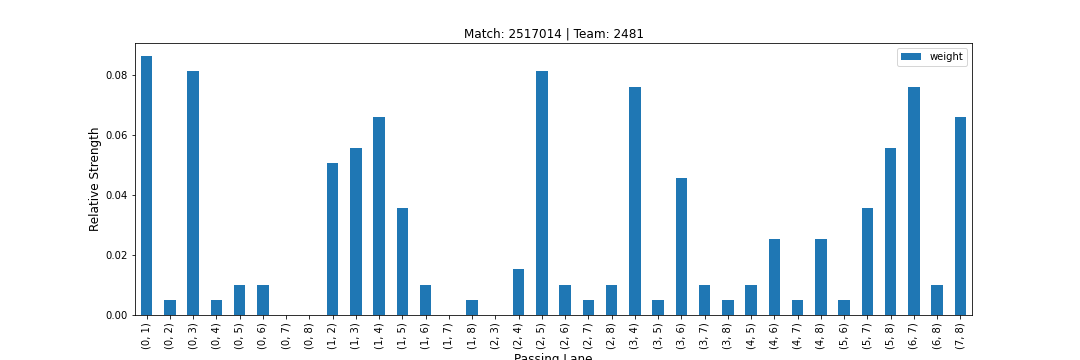 Match: 2517014 | Team: 2481
weight
Relative Strength
0.08
0.06
0.04
0.02
0.00
(0, 1) (0, 2) (0, 3) (0, 4) (0, 5) (0, 6) (0, 7) (0, 8) (1, 2) (1, 3) (1, 4) (1, 5) (1, 6) (1, 7) (1, 8) (2, 3) (2, 4) (2, 5) (2, 6) (2, 7) (2, 8) (3, 4) (3, 5) (3, 6) (3, 7) (3, 8) (4, 5) (4, 6) (4, 7) (4, 8) (5, 6) (5, 7) (5, 8) (6, 7) (6, 8) (7, 8)
Passing Lane